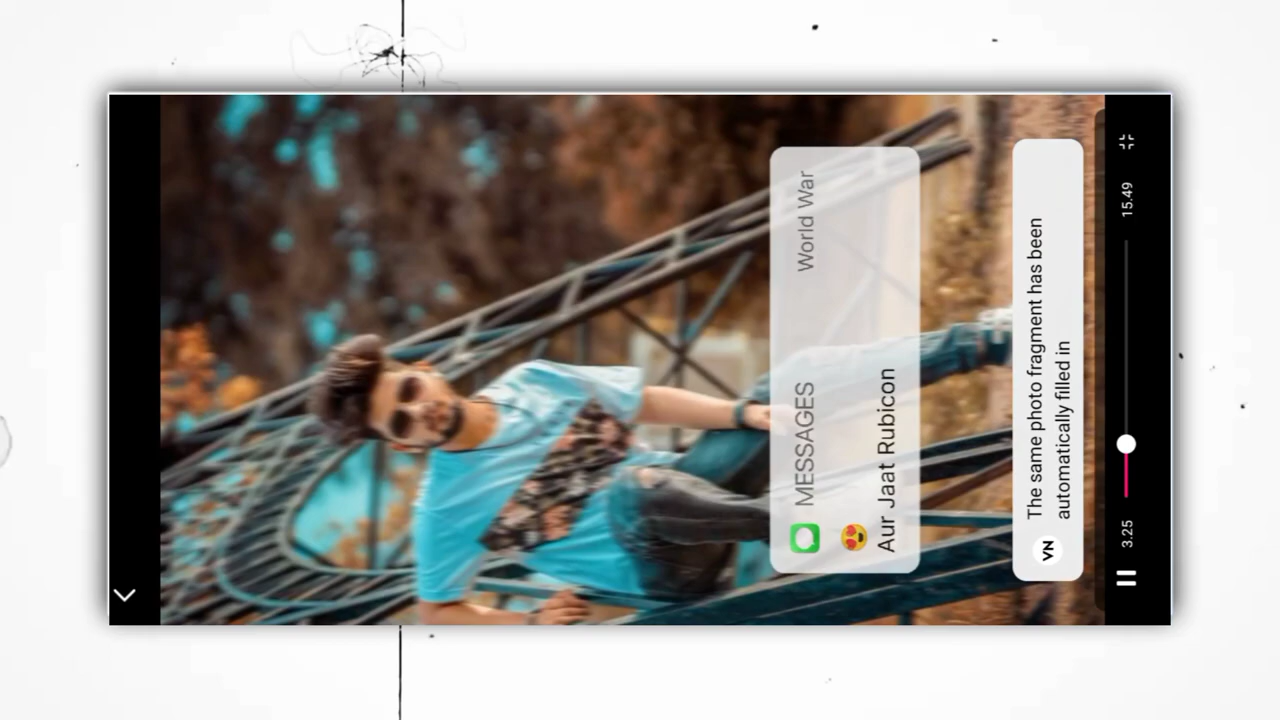 MESSAGES World War
😍
Aur Jaat Rubicon
VN The same photo fragment has been
automatically filled in
3.25 15.49